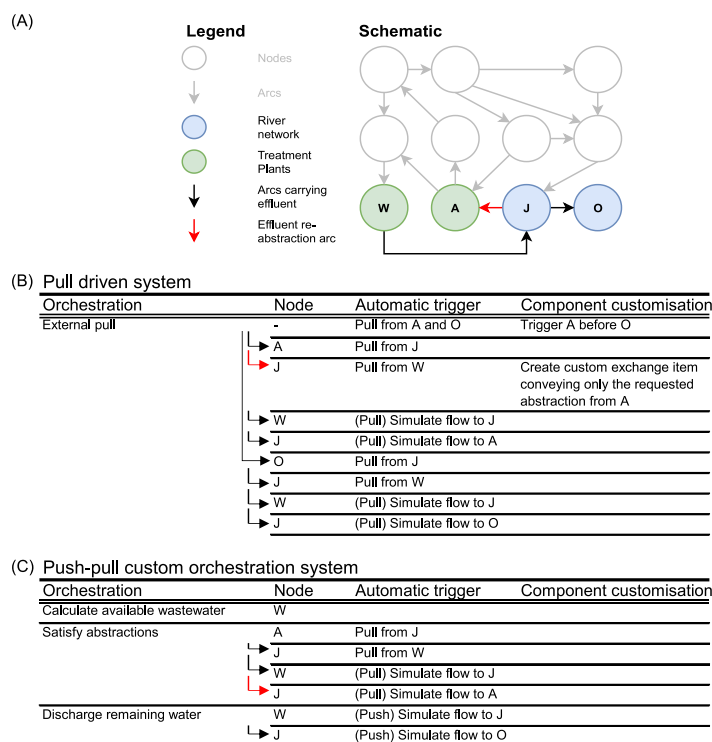 (A)
Legend
Schematic
Nodes
Arcs
River
network
Treatment
Plants
Arcs carrying
effluent
Effluent re-
abstraction arc
W
A
J
O
(B) Pull driven system
Orchestration Node Automatic trigger Component customisation
External pull - Pull from A and O Trigger A before O
A Pull from J
J Pull from W Create custom exchange item
conveying only the requested
abstraction from A
W (Pull) Simulate flow to J
J (Pull) Simulate flow to A
O Pull from J
J Pull from W
W (Pull) Simulate flow to J
J (Pull) Simulate flow to O
(C) Push-pull custom orchestration system
Orchestration Node Automatic trigger Component customisation
Calculate available wastewater W
Satisfy abstractions A Pull from J
J Pull from W
W (Pull) Simulate flow to J
J (Pull) Simulate flow to A
Discharge remaining water W (Push) Simulate flow to J
J (Push) Simulate flow to O